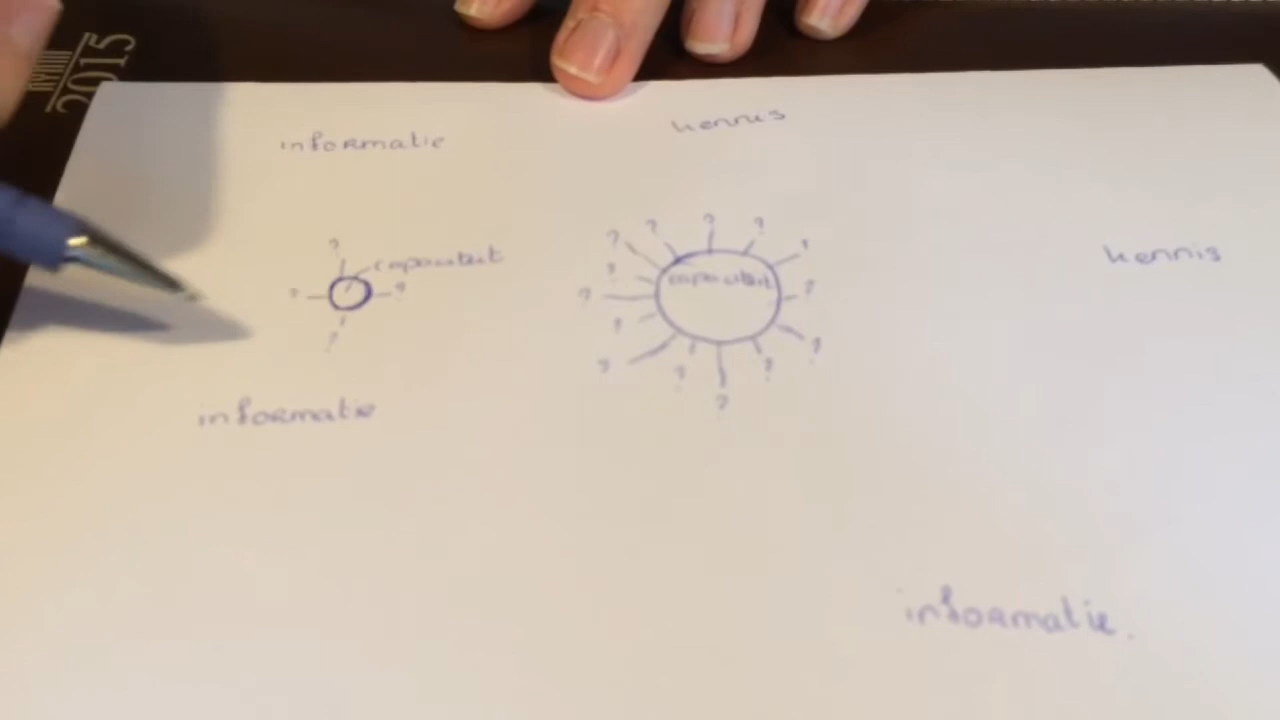 2015
informatie
kennis
kennis
capaciteit
capaciteit
? ? ? ?
? ? ? ? ? ? ? ? ? ? ? ? ? ?
informatie
informatie.